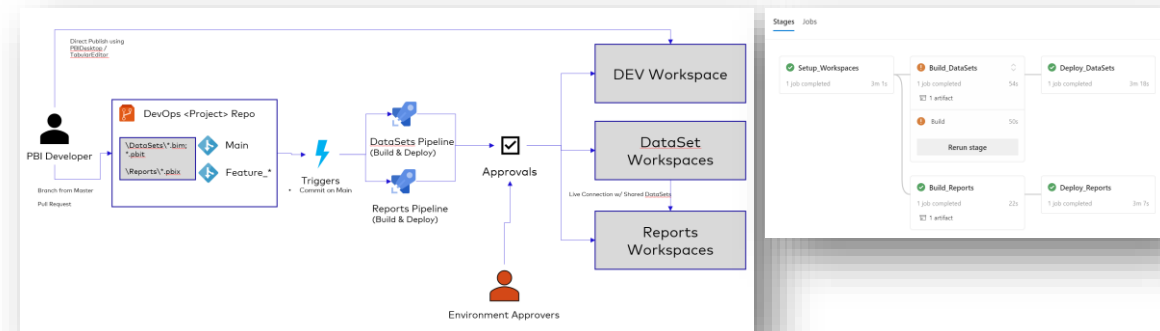 Direct Publish using
PBIDesktop /
TabularEditor
DEV Workspace
DevOps <Project> Repo
\DataSets\*.bim;
*.pbit
\Reports\*.pbix
Main
Feature_*
PBI Developer
Branch from Master
Pull Request
Triggers
• Commit on Main
DataSets Pipeline
(Build & Deploy)
Reports Pipeline
(Build & Deploy)
Approvals
DataSet
Workspaces
Live Connection w/ Shared DataSets
Reports
Workspaces
Environment Approvers
Stages Jobs
Setup_Workspaces
1 job completed 3m 1s
Build_DataSets
1 job completed 54s
1 artifact
Build 50s
Rerun stage
Deploy_DataSets
1 job completed 3m 18s
Build_Reports
1 job completed 22s
1 artifact
Deploy_Reports
1 job completed 3m 7s